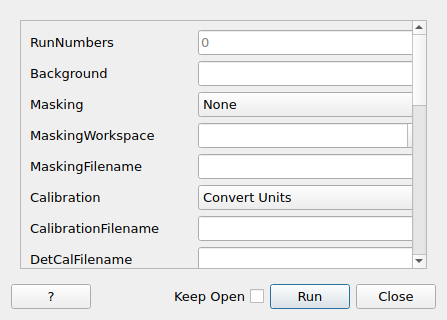 RunNumbers 0
Background
Masking None
MaskingWorkspace
MaskingFilename
Calibration Convert Units
CalibrationFilename
DetCalFilename
? Keep Open Run Close